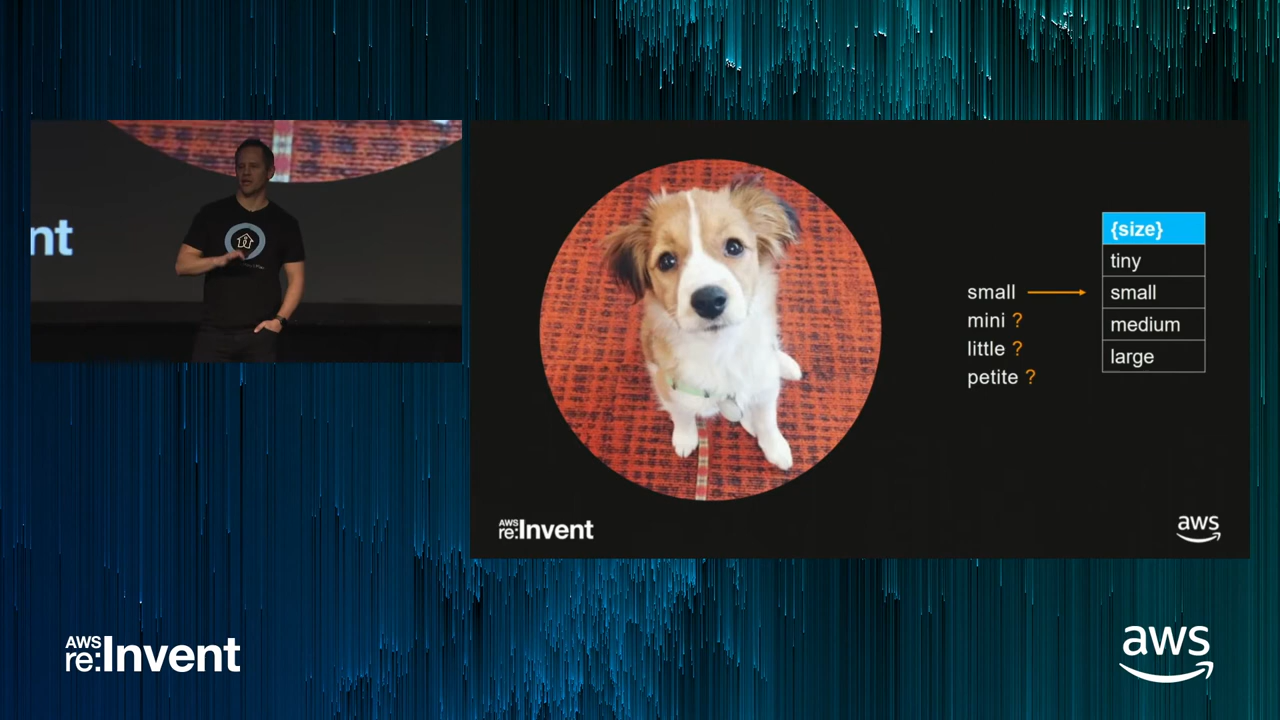 nt
small
mini ?
little ?
petite ?
{size}
tiny
small
medium
large
AWS
re:Invent
aws
AWS
re:Invent
aws